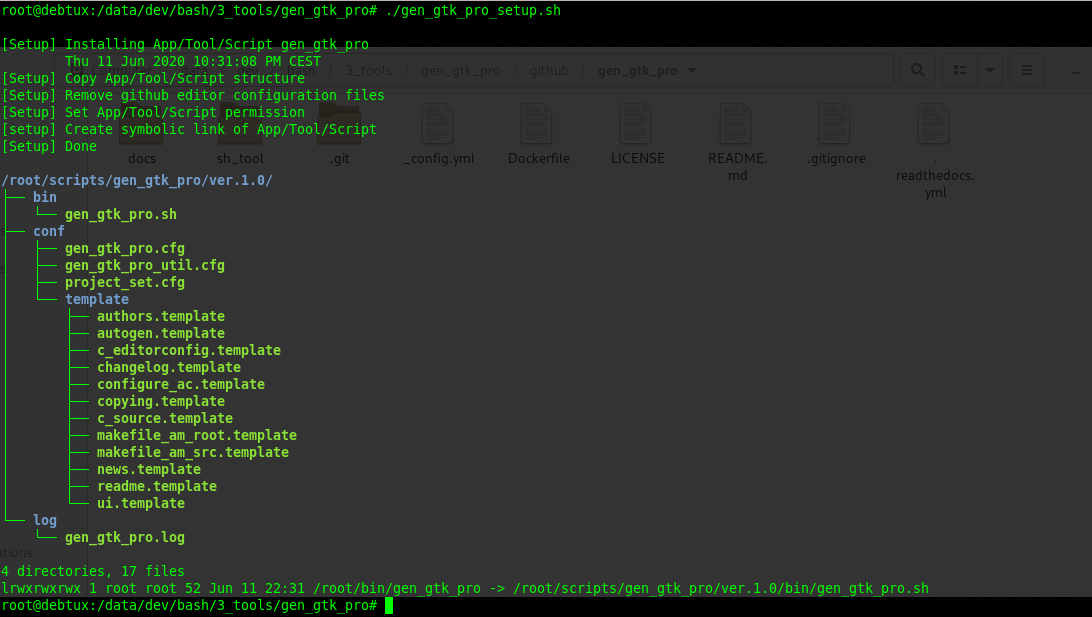 root@debtux:/data/dev/bash/3_tools/gen_gtk_pro# ./gen_gtk_pro_setup.sh
[Setup] Installing App/Tool/Script gen_gtk_pro
Thu 11 Jun 2020 10:31:08 PM CEST
bash / 3_tools / gen_gtk_pro / github / gen_gtk_pro
[Setup] Copy App/Tool/Script structure
[Setup] Remove github editor configuration files
[Setup] Set App/Tool/Script permission
[setup] Create symbolic link of App/Tool/Script
[Setup] Done
docs
sh_tool
.git
_config.yml
Dockerfile
LICENSE
README.
md
.gitignore
.
readthedocs.
yml
/root/scripts/gen_gtk_pro/ver.1.0/
├── bin
│   └── gen_gtk_pro.sh
├── conf
│   ├── gen_gtk_pro.cfg
│   ├── gen_gtk_pro_util.cfg
│   ├── project_set.cfg
│   └── template
│       ├── authors.template
│       ├── autogen.template
│       ├── c_editorconfig.template
│       ├── changelog.template
│       ├── configure_ac.template
│       ├── copying.template
│       ├── c_source.template
│       ├── makefile_am_root.template
│       ├── makefile_am_src.template
│       ├── news.template
│       ├── readme.template
│       └── ui.template
└── log
    └── gen_gtk_pro.log
4 directories, 17 files
lrwxrwxrwx 1 root root 52 Jun 11 22:31 /root/bin/gen_gtk_pro -> /root/scripts/gen_gtk_pro/ver.1.0/bin/gen_gtk_pro.sh
root@debtux:/data/dev/bash/3_tools/gen_gtk_pro#